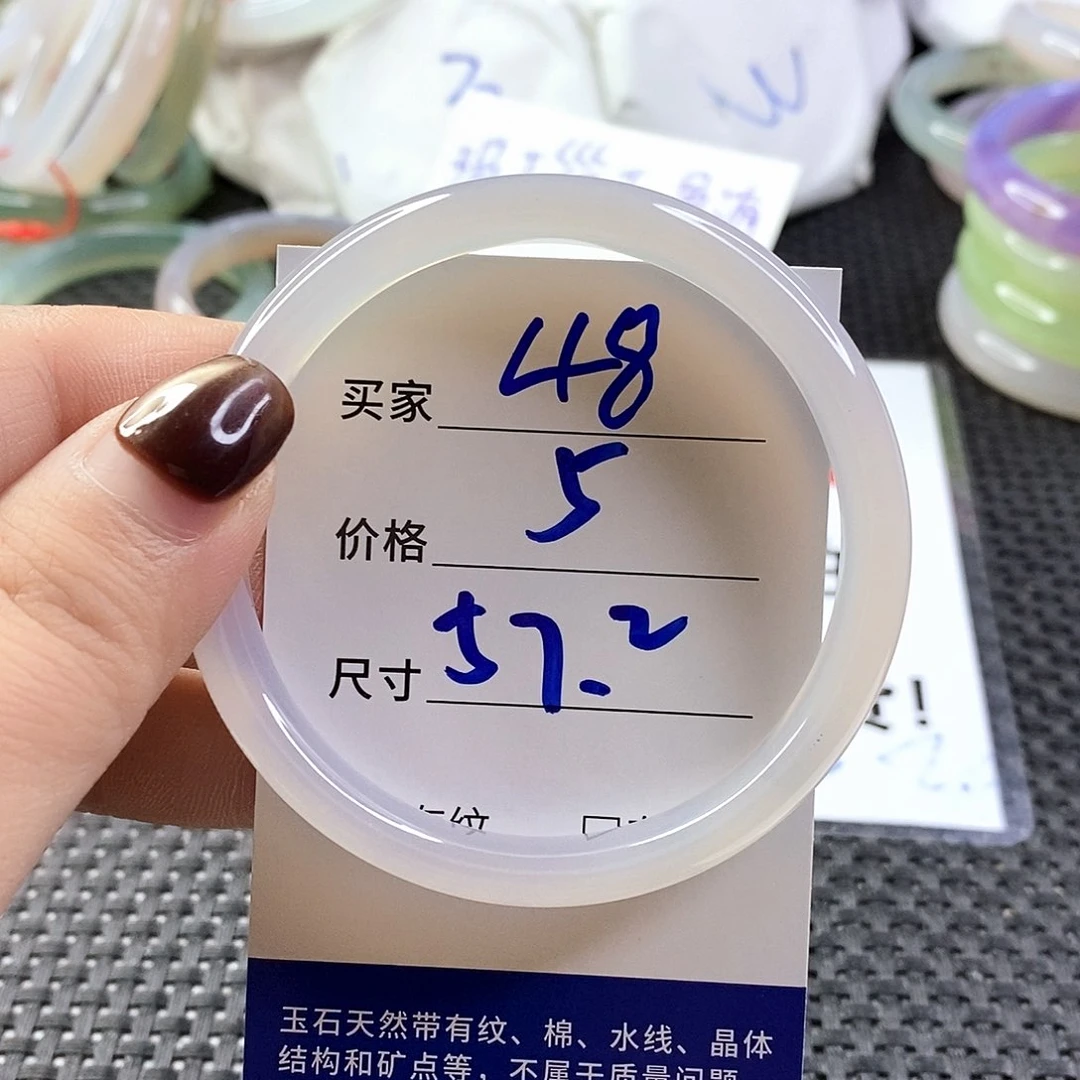 买家 48
价格 5
尺寸 57.2
纹
玉石天然带有纹、棉、水线、晶体
结构和矿点等，不属于质量问题